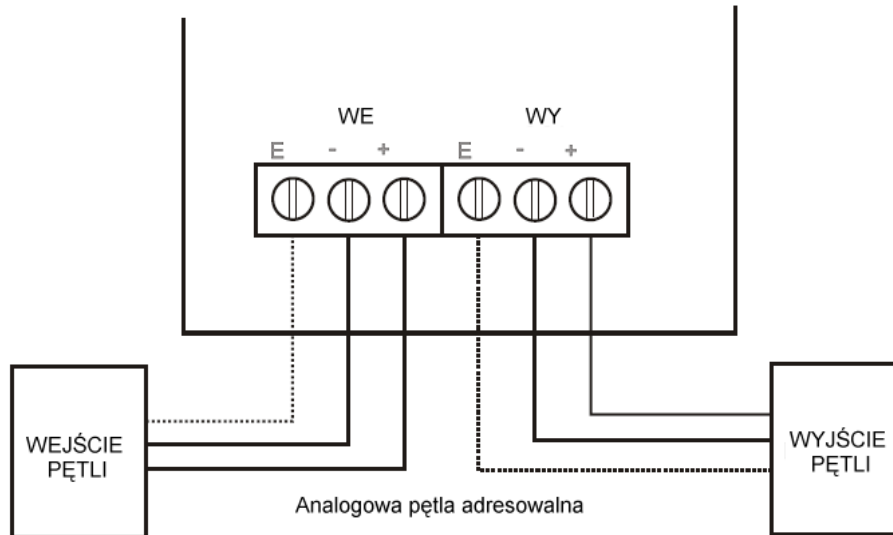 WE WY
E - + E - +
WEJŚCIE
PĘTLI
WYJŚCIE
PĘTLI
Analogowa pętla adresowalna